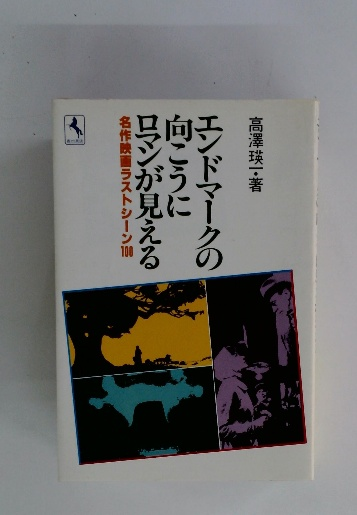 高澤瑛一・著
エンドマークの
向こうに
ロマンが見える
名作映画ラストシーン100